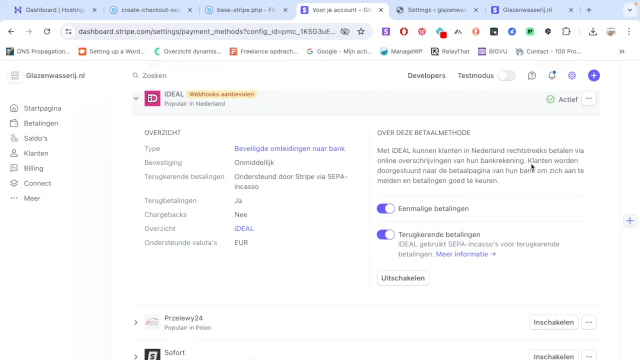 Dashboard | Hosting
create-checkout-se
base-stripe.php – Fil
Voor je account – Gl
Settings ‹ glazenwas
Glazenwasserij.nl
dashboard.stripe.com/settings/payment_methods?config_id=pmc_1K5G3uE...
DNS Propagation...
Setting up a Word...
Overzicht dynamis...
Freelance opdrach...
Google - Mijn acti...
ManageWP
RelayThat
BIGVU
Contact - 100 Pro...
Glazenwasserij.nl
Zoeken
Developers
Testmodus
Startpagina
Betalingen
Saldo's
Klanten
Billing
Connect
Meer
iDEAL Webhooks aanbevolen
Populair in Nederland
Actief
OVERZICHT
Type Beveiligde omleidingen naar bank
Bevestiging Onmiddellijk
Terugkerende betalingen Ondersteund door Stripe via SEPA-
incasso
Terugbetalingen Ja
Chargebacks Nee
Overzicht iDEAL
Ondersteunde valuta's EUR
OVER DEZE BETAALMETHODE
Met iDEAL kunnen klanten in Nederland rechtstreeks betalen via
online overschrijvingen van hun bankrekening. Klanten worden
doorgestuurd naar de betaalpagina van hun bank om zich aan te
melden en betalingen goed te keuren.
Eenmalige betalingen
Terugkerende betalingen
iDEAL gebruikt SEPA-incasso's voor terugkerende
betalingen. Meer informatie →
Uitschakelen
Przelewy24
Populair in Polen
Inschakelen
Sofort
Inschakelen